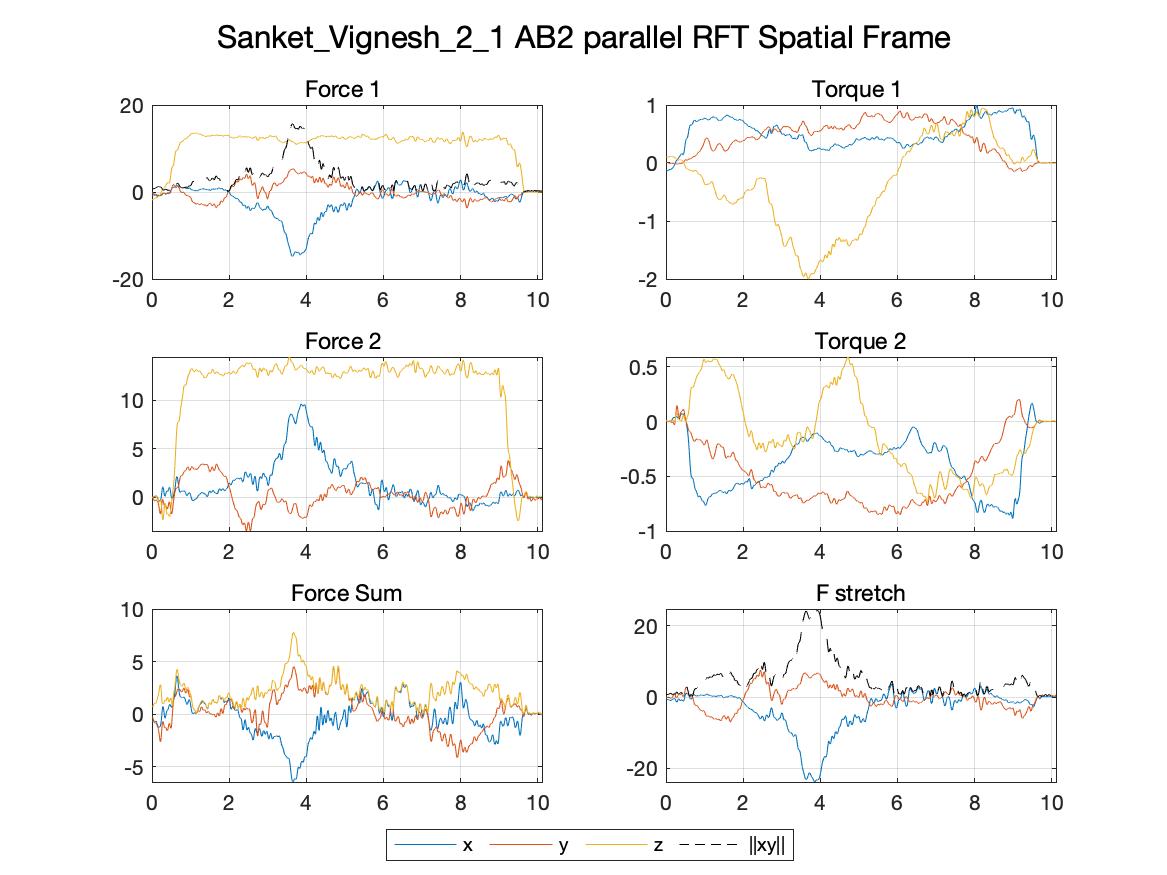 Sanket_Vignesh_2_1 AB2 parallel RFT Spatial Frame
Force 1
20
0
-20
0 2 4 6 8 10
Torque 1
1
0
-1
-2
0 2 4 6 8 10
Force 2
10
5
0
0 2 4 6 8 10
Torque 2
0.5
0
-0.5
-1
0 2 4 6 8 10
Force Sum
10
5
0
-5
0 2 4 6 8 10
F stretch
20
0
-20
0 2 4 6 8 10
x y z ||xy||